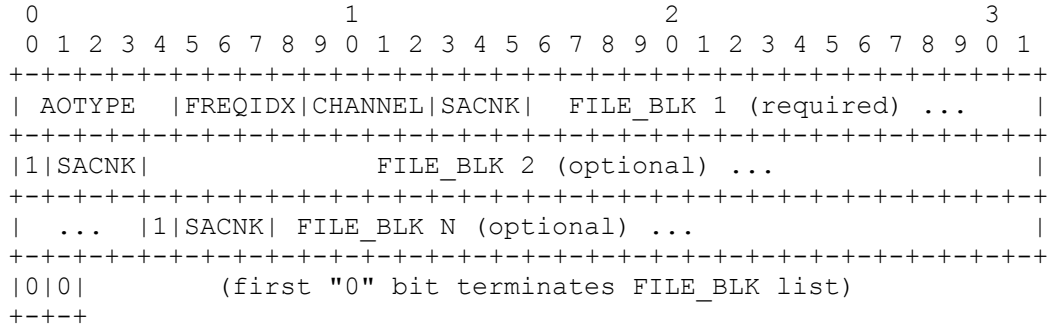 0                   1                   2                   3
 0 1 2 3 4 5 6 7 8 9 0 1 2 3 4 5 6 7 8 9 0 1 2 3 4 5 6 7 8 9 0 1
+-+-+-+-+-+-+-+-+-+-+-+-+-+-+-+-+-+-+-+-+-+-+-+-+-+-+-+-+-+-+-+-+
| AOTYPE  |FREQIDX|CHANNEL|SACNK|  FILE_BLK 1 (required) ...    |
+-+-+-+-+-+-+-+-+-+-+-+-+-+-+-+-+-+-+-+-+-+-+-+-+-+-+-+-+-+-+-+-+
|1|SACNK|              FILE_BLK 2 (optional) ...                |
+-+-+-+-+-+-+-+-+-+-+-+-+-+-+-+-+-+-+-+-+-+-+-+-+-+-+-+-+-+-+-+-+
|  ...  |1|SACNK| FILE_BLK N (optional) ...                     |
+-+-+-+-+-+-+-+-+-+-+-+-+-+-+-+-+-+-+-+-+-+-+-+-+-+-+-+-+-+-+-+-+
|0|0|        (first "0" bit terminates FILE_BLK list)
+-+-+